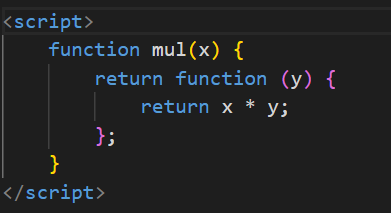 <script>
    function mul(x) {
        return function (y) {
            return x * y;
        };
    }
</script>